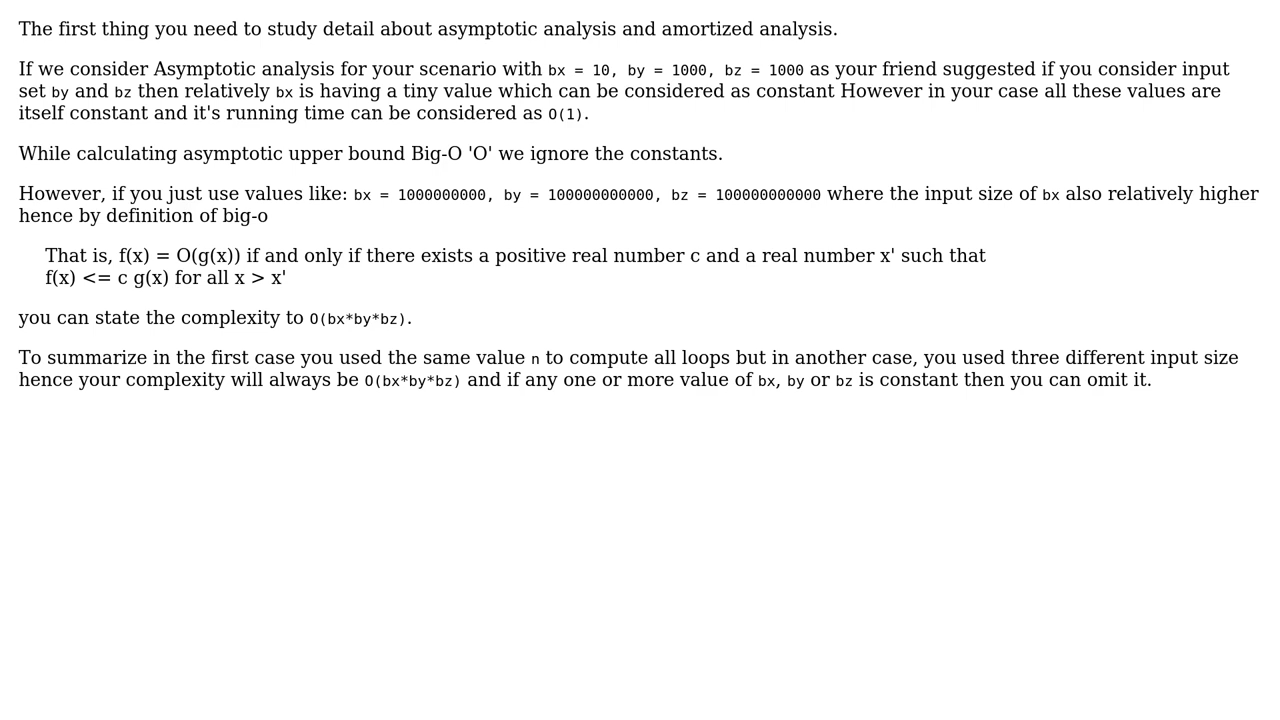 The first thing you need to study detail about asymptotic analysis and amortized analysis.
If we consider Asymptotic analysis for your scenario with bx = 10, by = 1000, bz = 1000 as your friend suggested if you consider input
set by and bz then relatively bx is having a tiny value which can be considered as constant However in your case all these values are
itself constant and it's running time can be considered as O(1).
While calculating asymptotic upper bound Big-O 'O' we ignore the constants.
However, if you just use values like: bx = 1000000000, by = 100000000000, bz = 100000000000 where the input size of bx also relatively higher
hence by definition of big-o
That is, f(x) = O(g(x)) if and only if there exists a positive real number c and a real number x' such that
f(x) <= c g(x) for all x > x'
you can state the complexity to O(bx*by*bz).
To summarize in the first case you used the same value n to compute all loops but in another case, you used three different input size
hence your complexity will always be O(bx*by*bz) and if any one or more value of bx, by or bz is constant then you can omit it.